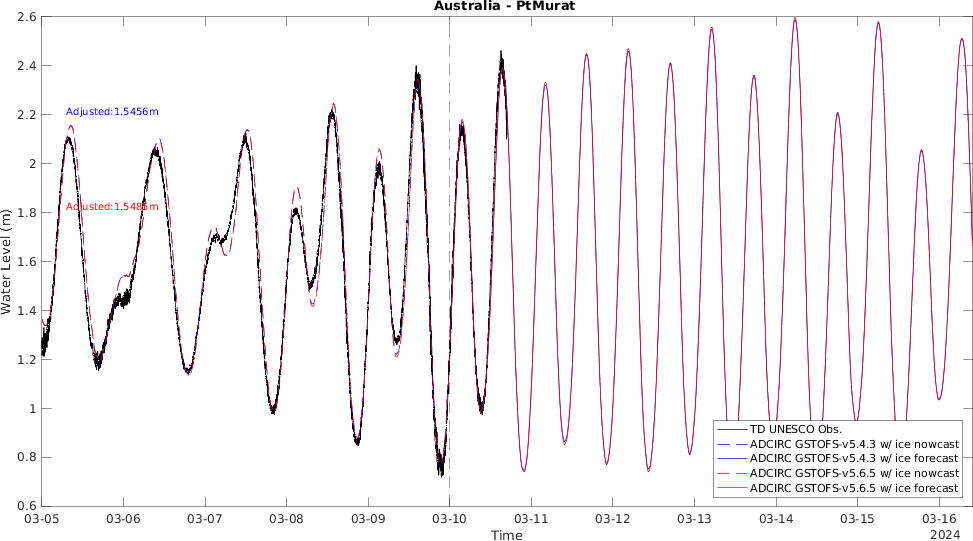 Australia - PtMurat
2.6
2.4
2.2
2
1.8
1.6
1.4
1.2
1
0.8
0.6
Water Level (m)
Adjusted:1.5456m
Adjusted:1.5485m
TD UNESCO Obs.
ADCIRC GSTOFS-v5.4.3 w/ ice nowcast
ADCIRC GSTOFS-v5.4.3 w/ ice forecast
ADCIRC GSTOFS-v5.6.5 w/ ice nowcast
ADCIRC GSTOFS-v5.6.5 w/ ice forecast
03-05 03-06 03-07 03-08 03-09 03-10 03-11 03-12 03-13 03-14 03-15 03-16
Time
2024